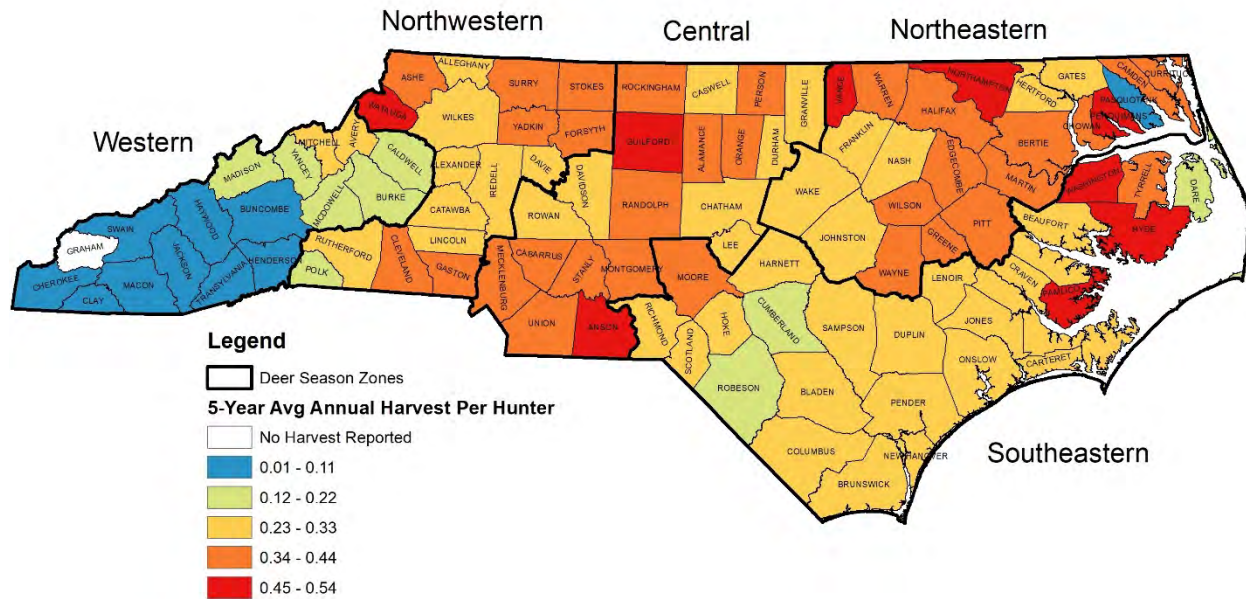 Northwestern
Central
Northeastern
Western
Southeastern
ALLEGHANY
ASHE
SURRY
STOKES
ROCKINGHAM
CASWELL
PERSON
GRANVILLE
VANCE
WARREN
NORTHAMPTON
HERTFORD
GATES
CAMDEN
PASQUOTANK
PERQUIMANS
CHOWAN
WATAUGA
WILKES
YADKIN
FORSYTH
GUILFORD
ALAMANCE
ORANGE
DURHAM
FRANKLIN
HALIFAX
BERTIE
MITCHELL
AVERY
CALDWELL
ALEXANDER
IREDELL
DAVIE
DAVIDSON
RANDOLPH
CHATHAM
WAKE
NASH
EDGECOMBE
MARTIN
WASHINGTON
TYRRELL
DARE
MADISON
YANCEY
MCDOWELL
BURKE
CATAWBA
ROWAN
LEE
JOHNSTON
WILSON
PITT
BEAUFORT
HYDE
SWAIN
HAYWOOD
BUNCOMBE
RUTHERFORD
LINCOLN
CABARRUS
STANLY
MONTGOMERY
MOORE
HARNETT
WAYNE
GREENE
GRAHAM
JACKSON
HENDERSO
POLK
CLEVELAND
GASTON
MECKLENBURG
LENOIR
CRAVEN
PAMLICO
CHEROKEE
CLAY
MACON
TRANSYLVANIA
UNION
ANSON
RICHMOND
SCOTLAND
HOKE
CUMBERLAND
SAMPSON
DUPLIN
JONES
CARTERET
ONSLOW
ROBESON
BLADEN
PENDER
COLUMBUS
NEW HANOVER
BRUNSWICK
Legend
Deer Season Zones
5-Year Avg Annual Harvest Per Hunter
No Harvest Reported
0.01 - 0.11
0.12 - 0.22
0.23 - 0.33
0.34 - 0.44
0.45 - 0.54